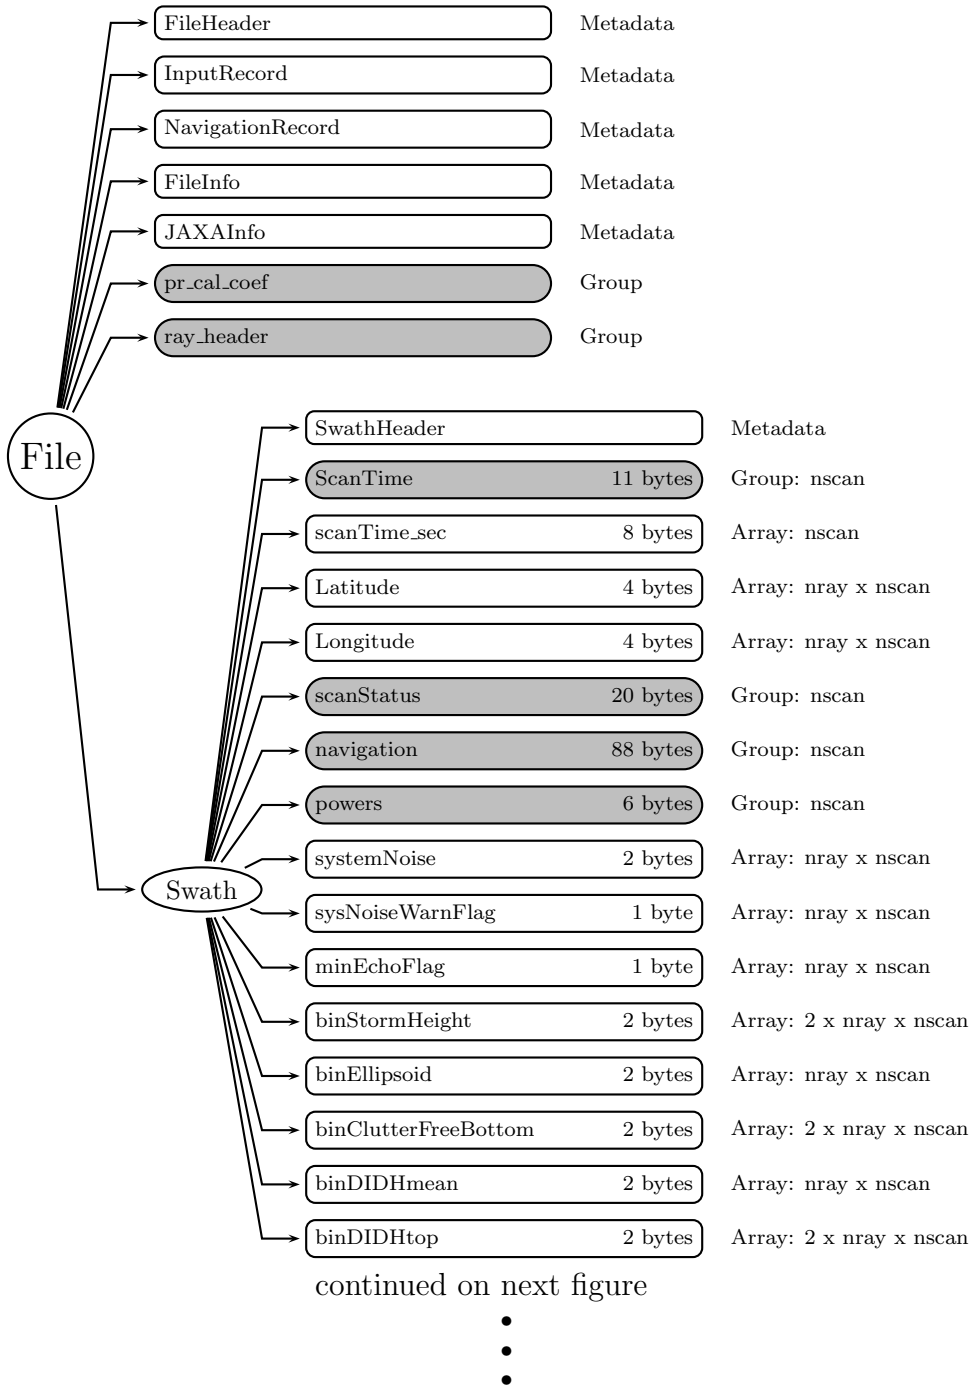 FileHeader Metadata
InputRecord Metadata
NavigationRecord Metadata
FileInfo Metadata
JAXAInfo Metadata
pr_cal_coef Group
ray_header Group
File
SwathHeader Metadata
ScanTime 11 bytes Group: nscan
scanTime_sec 8 bytes Array: nscan
Latitude 4 bytes Array: nray x nscan
Longitude 4 bytes Array: nray x nscan
scanStatus 20 bytes Group: nscan
navigation 88 bytes Group: nscan
powers 6 bytes Group: nscan
systemNoise 2 bytes Array: nray x nscan
Swath
sysNoiseWarnFlag 1 byte Array: nray x nscan
minEchoFlag 1 byte Array: nray x nscan
binStormHeight 2 bytes Array: 2 x nray x nscan
binEllipsoid 2 bytes Array: nray x nscan
binClutterFreeBottom 2 bytes Array: 2 x nray x nscan
binDIDHmean 2 bytes Array: nray x nscan
binDIDHtop 2 bytes Array: 2 x nray x nscan
continued on next figure